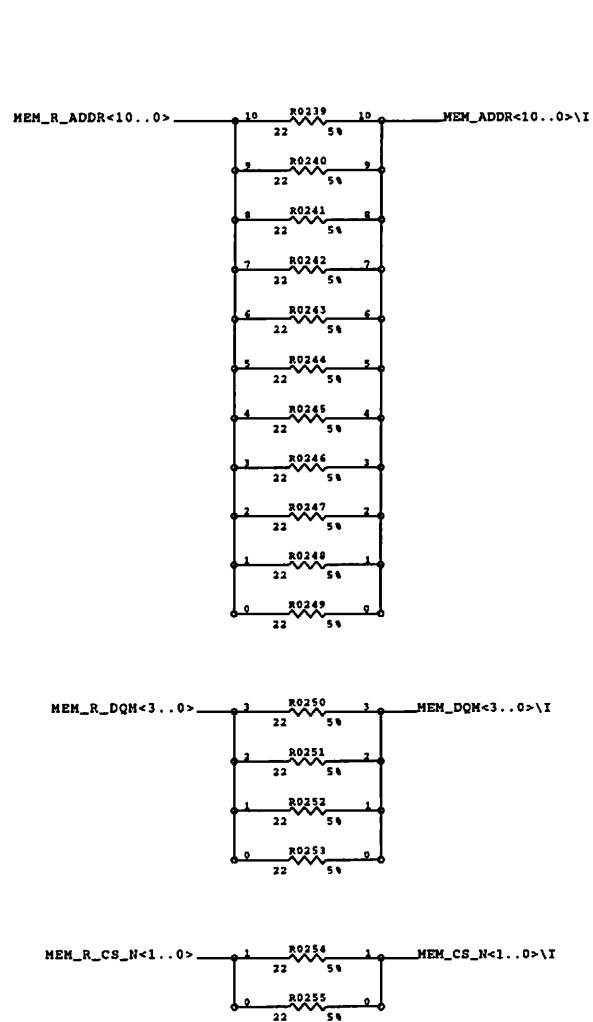 R0239
MEM_R_ADDR<10..0> 10 10 MEM_ADDR<10..0>\I
22 5%
R0240
9 9
22 5%
R0241
8 8
22 5%
R0242
7 7
22 5%
R0243
6 6
22 5%
R0244
5 5
22 5%
R0245
4 4
22 5%
R0246
3 3
22 5%
R0247
2 2
22 5%
R0248
1 1
22 5%
R0249
0 0
22 5%
R0250
MEM_R_DQM<3..0> 3 3 MEM_DQM<3..0>\I
22 5%
R0251
2 2
22 5%
R0252
1 1
22 5%
R0253
0 0
22 5%
R0254
MEM_R_CS_N<1..0> 1 1 MEM_CS_N<1..0>\I
22 5%
R0255
0 0
22 5%